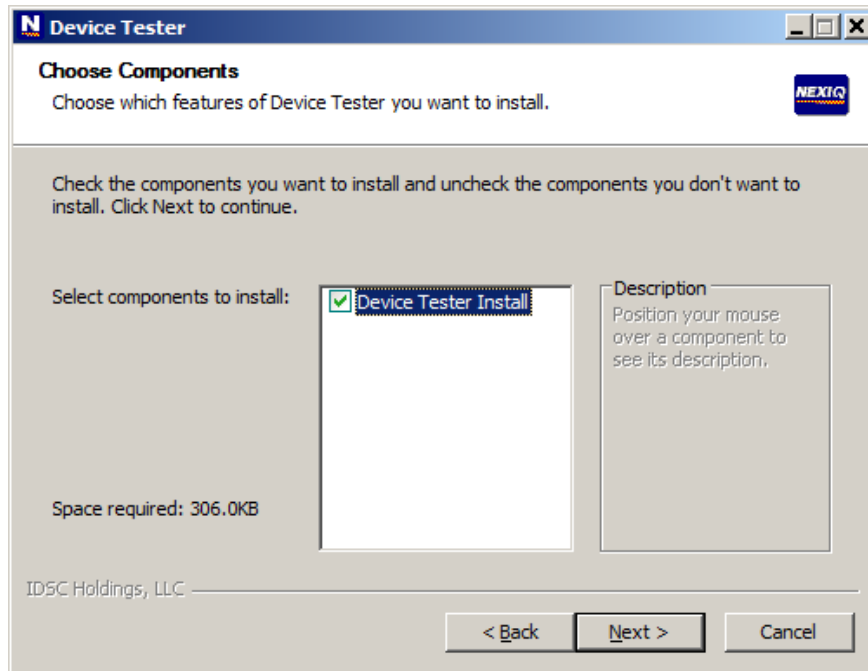 Device Tester
Choose Components
Choose which features of Device Tester you want to install.
NEXIQ
Check the components you want to install and uncheck the components you don't want to
install. Click Next to continue.
Select components to install:
Device Tester Install
Description
Position your mouse
over a component to
see its description.
Space required: 306.0KB
IDSC Holdings, LLC
< Back
Next >
Cancel